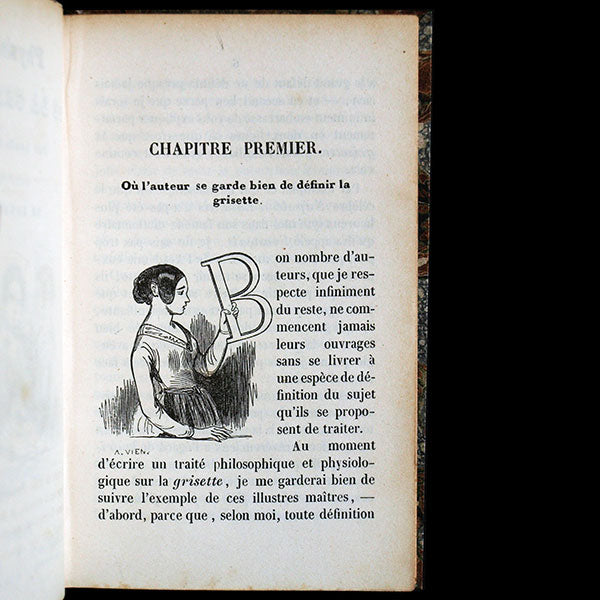 CHAPITRE PREMIER.
Où l'auteur se garde bien de définir la
grisette.
Bon nombre d'au-
teurs, que je res-
pecte infiniment
du reste, ne com-
mencent jamais
leurs ouvrages
sans se livrer à
une espèce de dé-
finition du sujet
qu'ils se propo-
sent de traiter.
A. VIEN.
Au moment
d'écrire un traité philosophique et physiolo-
gique sur la grisette, je me garderai bien de
suivre l'exemple de ces illustres maîtres, —
d'abord, parce que, selon moi, toute définition